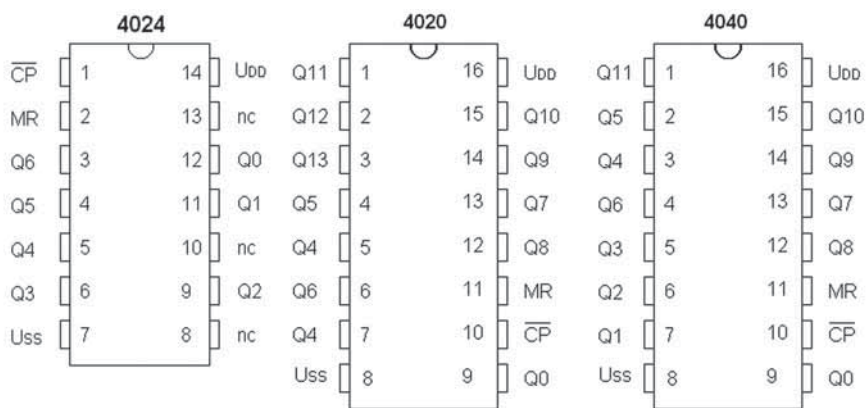 4024 4020 4040
CP 1 14 UDD Q11 1 16 UDD Q11 1 16 UDD
MR 2 13 nc Q12 2 15 Q10 Q5 2 15 Q10
Q6 3 12 Q0 Q13 3 14 Q9 Q4 3 14 Q9
Q5 4 11 Q1 Q5 4 13 Q7 Q6 4 13 Q7
Q4 5 10 nc Q4 5 12 Q8 Q3 5 12 Q8
Q3 6 9 Q2 Q6 6 11 MR Q2 6 11 MR
USS 7 8 nc Q4 7 10 CP Q1 7 10 CP
USS 8 9 Q0 USS 8 9 Q0